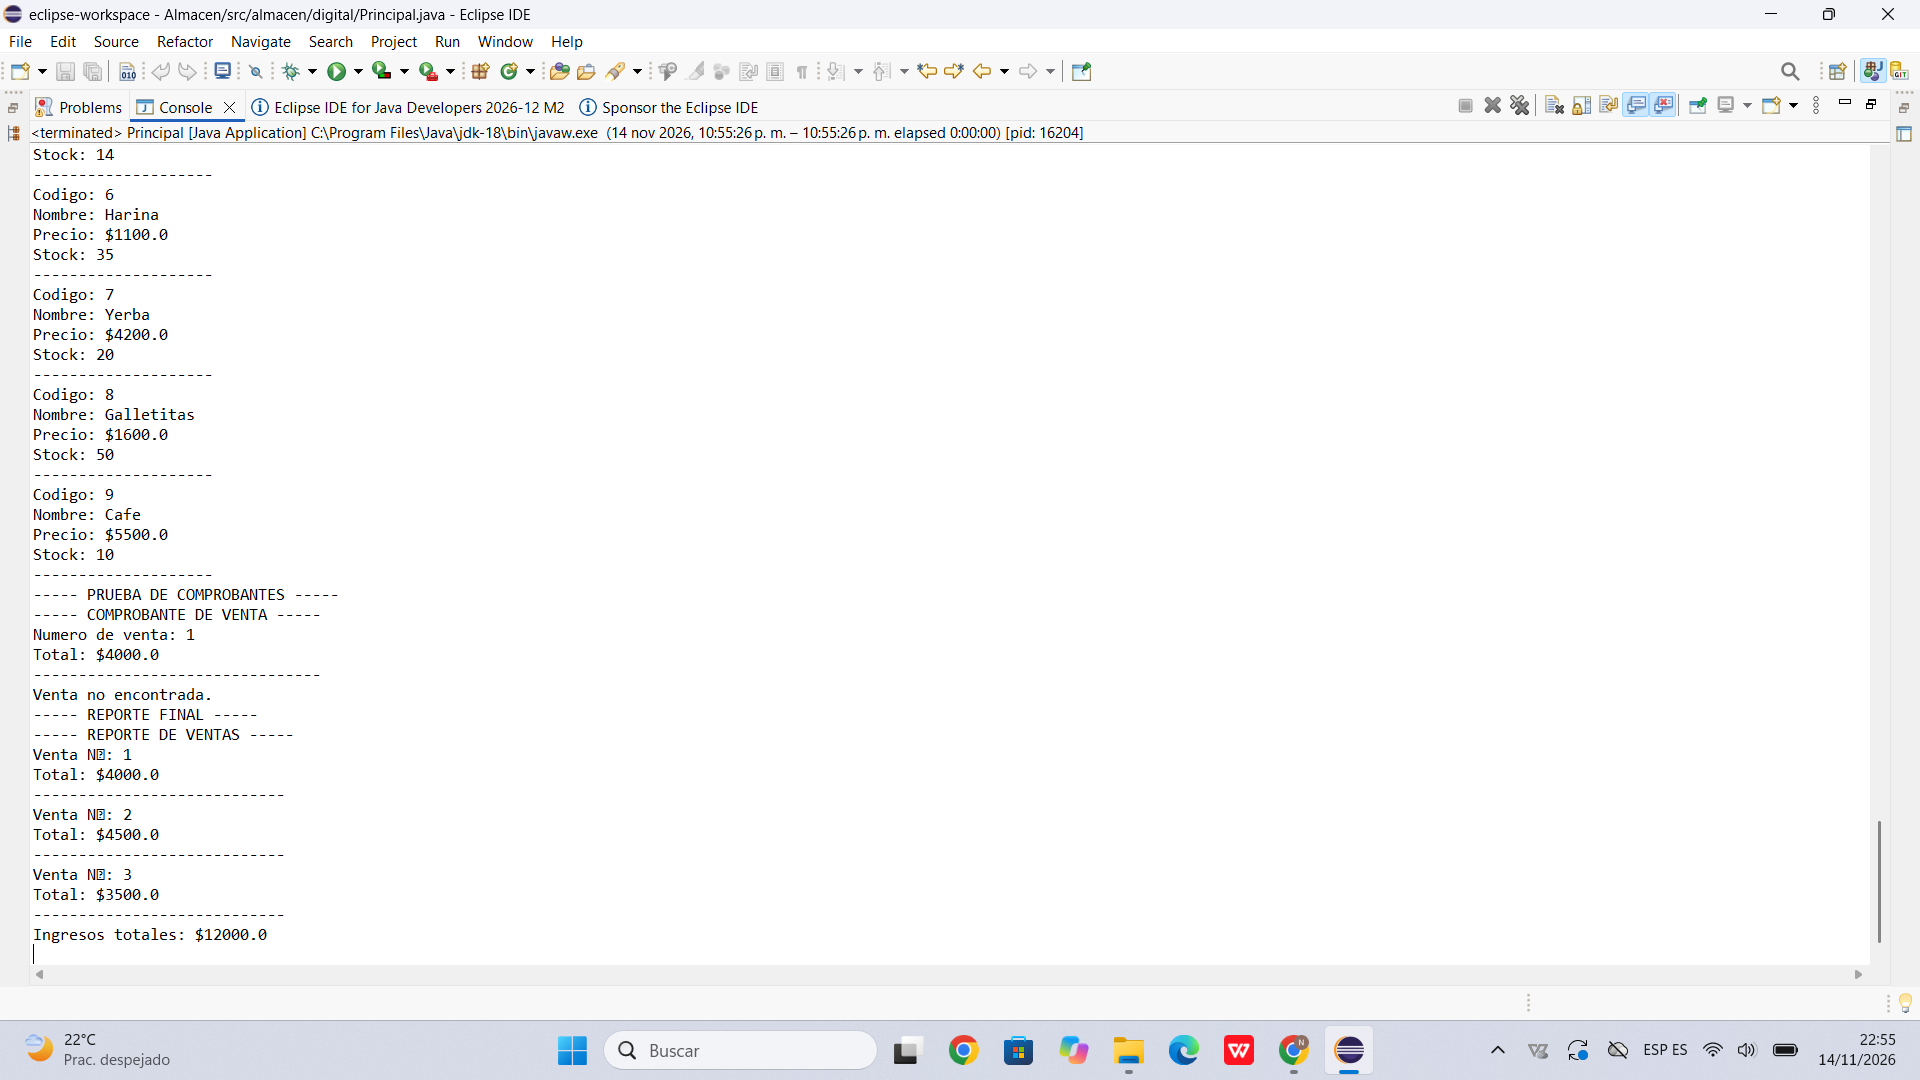 eclipse-workspace - Almacen/src/almacen/digital/Principal.java - Eclipse IDE
File Edit Source Refactor Navigate Search Project Run Window Help
Problems Console Eclipse IDE for Java Developers 2026-12 M2 Sponsor the Eclipse IDE
<terminated> Principal [Java Application] C:\Program Files\Java\jdk-18\bin\javaw.exe (14 nov 2026, 10:55:26 p. m. – 10:55:26 p. m. elapsed 0:00:00) [pid: 16204]
Stock: 14
--------------------
Codigo: 6
Nombre: Harina
Precio: $1100.0
Stock: 35
--------------------
Codigo: 7
Nombre: Yerba
Precio: $4200.0
Stock: 20
--------------------
Codigo: 8
Nombre: Galletitas
Precio: $1600.0
Stock: 50
--------------------
Codigo: 9
Nombre: Cafe
Precio: $5500.0
Stock: 10
--------------------
----- PRUEBA DE COMPROBANTES -----
----- COMPROBANTE DE VENTA -----
Numero de venta: 1
Total: $4000.0
--------------------------------
Venta no encontrada.
----- REPORTE FINAL -----
----- REPORTE DE VENTAS -----
Venta N�: 1
Total: $4000.0
----------------------------
Venta N�: 2
Total: $4500.0
----------------------------
Venta N�: 3
Total: $3500.0
----------------------------
Ingresos totales: $12000.0
22°C
Prac. despejado
Buscar
ESP ES
22:55
14/11/2026